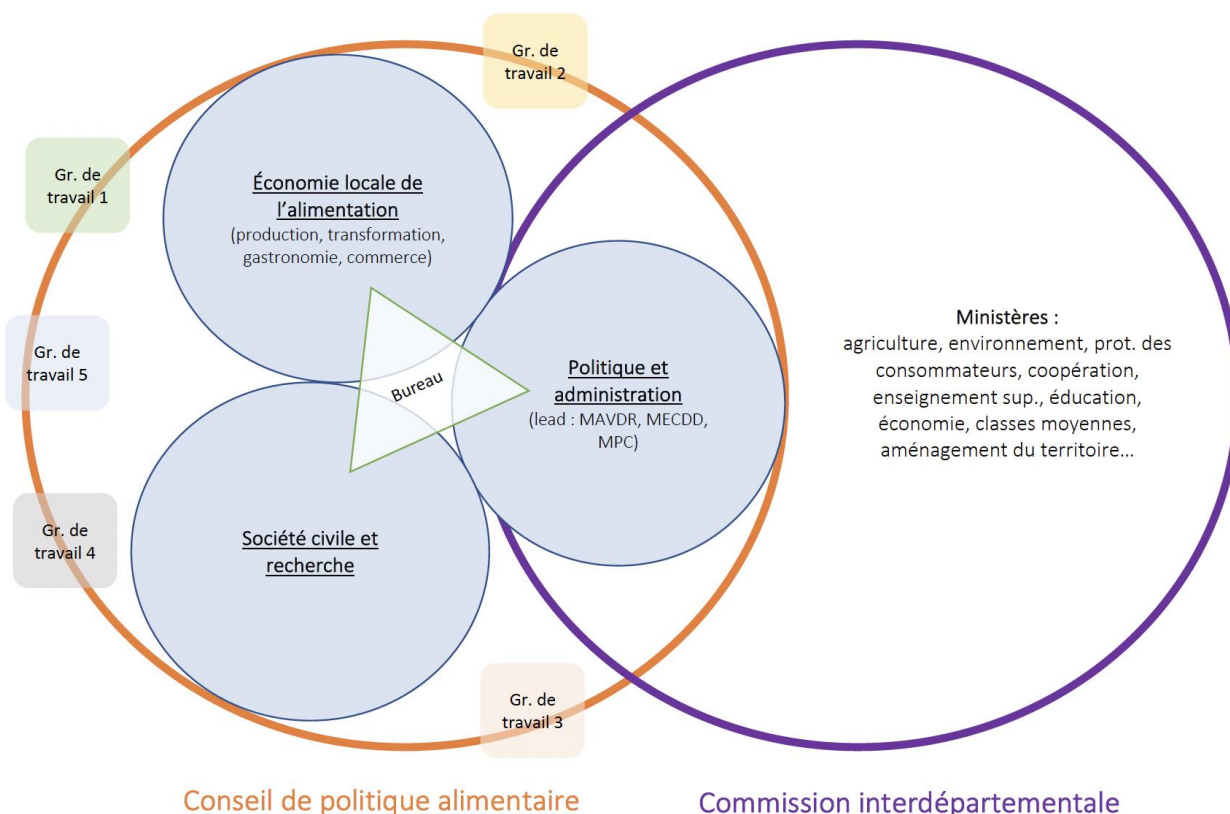 Gr. de
travail 2
Gr. de
travail 1
Économie locale de
l'alimentation
(production, transformation,
gastronomie, commerce)
Gr. de
travail 5
Bureau
Politique et
administration
(lead : MAVDR, MECDD,
MPC)
Ministères :
agriculture, environnement, prot. des
consommateurs, coopération,
enseignement sup., éducation,
économie, classes moyennes,
aménagement du territoire...
Gr. de
travail 4
Société civile et
recherche
Gr. de
travail 3
Conseil de politique alimentaire
Commission interdépartementale